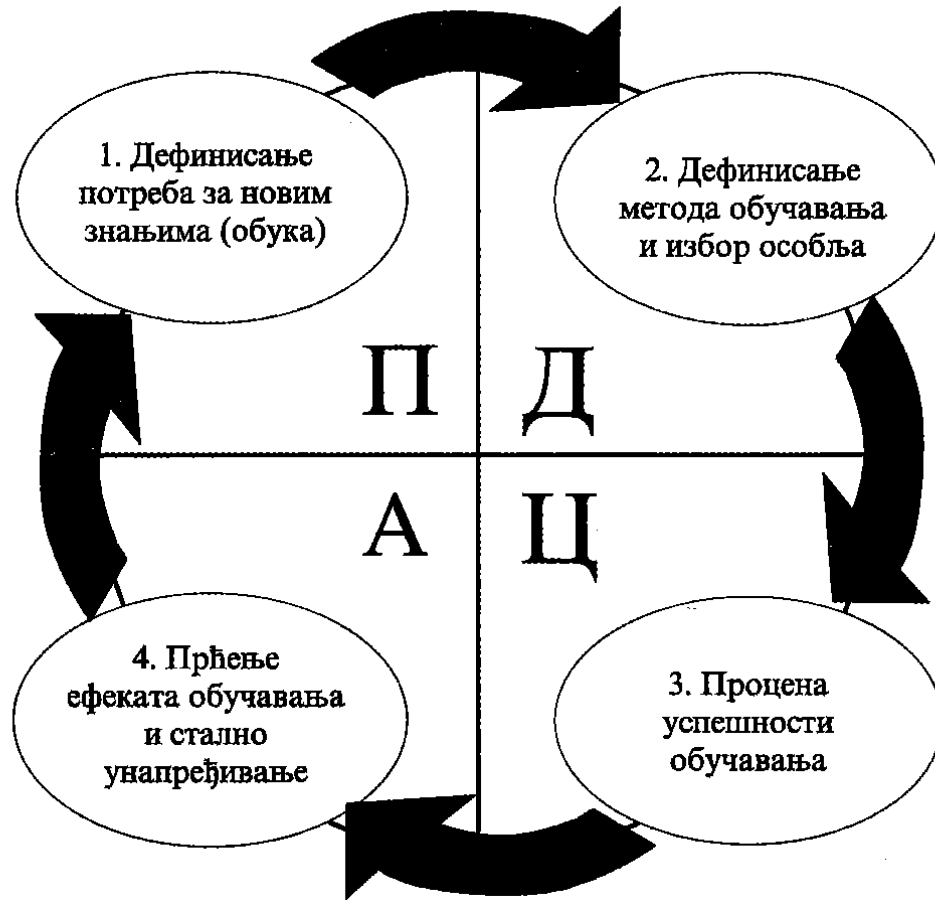 1. Дефинисање
потреба за новим
знањима (обука)
2. Дефинисање
метода обучавања
и избор особља
П
Д
А
Ц
4. Прћење
ефеката обучавања
и стално
унапређивање
3. Процена
успешности
обучавања